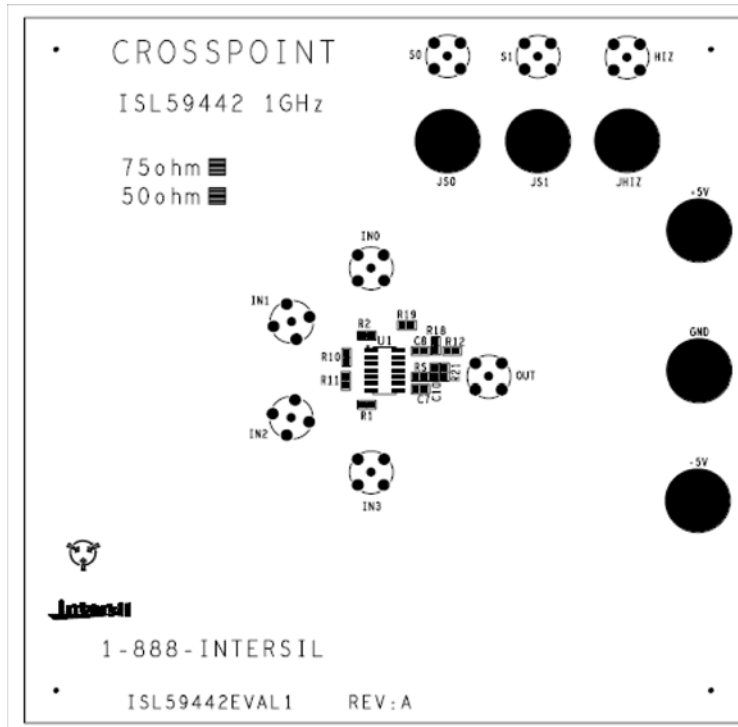 CROSSPOINT
ISL59442 1GHz
75ohm
50ohm
S0
S1
HIZ
JS0
JS1
JHIZ
+5V
GND
-5V
IN0
IN1
IN2
IN3
R19
R2
U1
C8
R18
R12
R10
R5
R21
OUT
R11
C10
C7
R1
intersil
1-888-INTERSIL
ISL59442EVAL1 REV:A